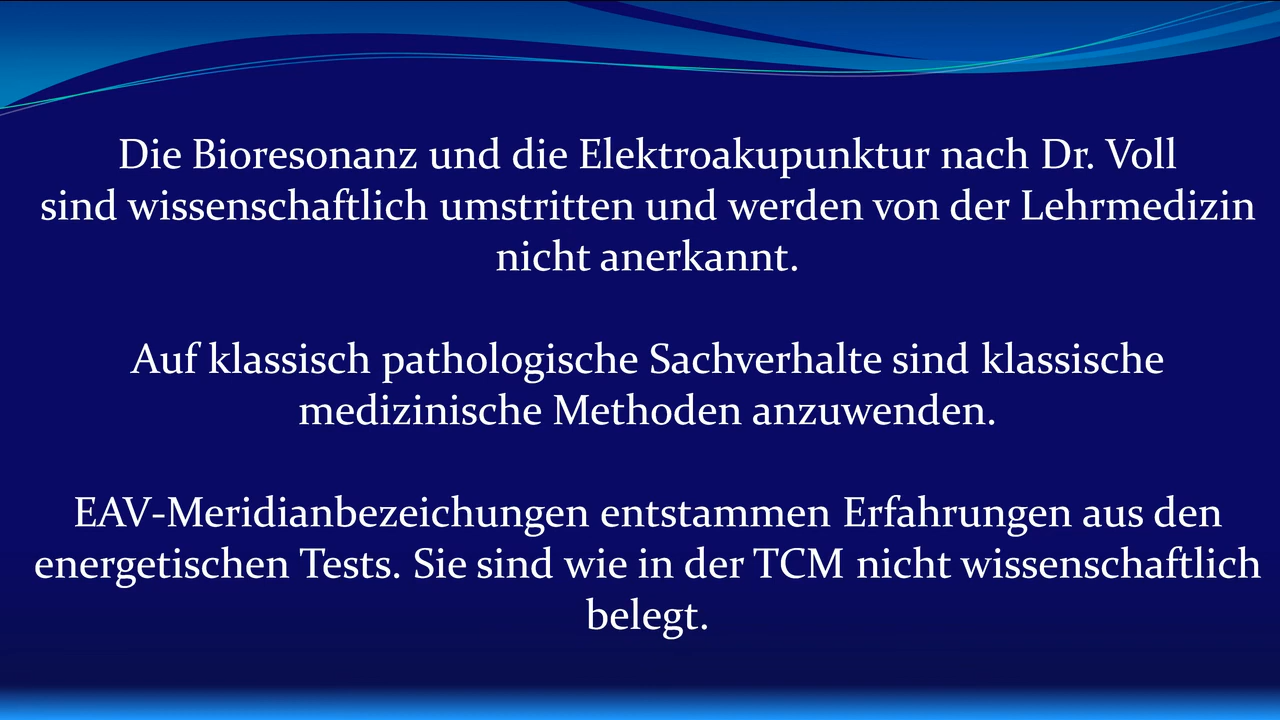 Die Bioresonanz und die Elektroakupunktur nach Dr. Voll
sind wissenschaftlich umstritten und werden von der Lehrmedizin
nicht anerkannt.
Auf klassisch pathologische Sachverhalte sind klassische
medizinische Methoden anzuwenden.
EAV-Meridianbezeichungen entstammen Erfahrungen aus den
energetischen Tests. Sie sind wie in der TCM nicht wissenschaftlich
belegt.